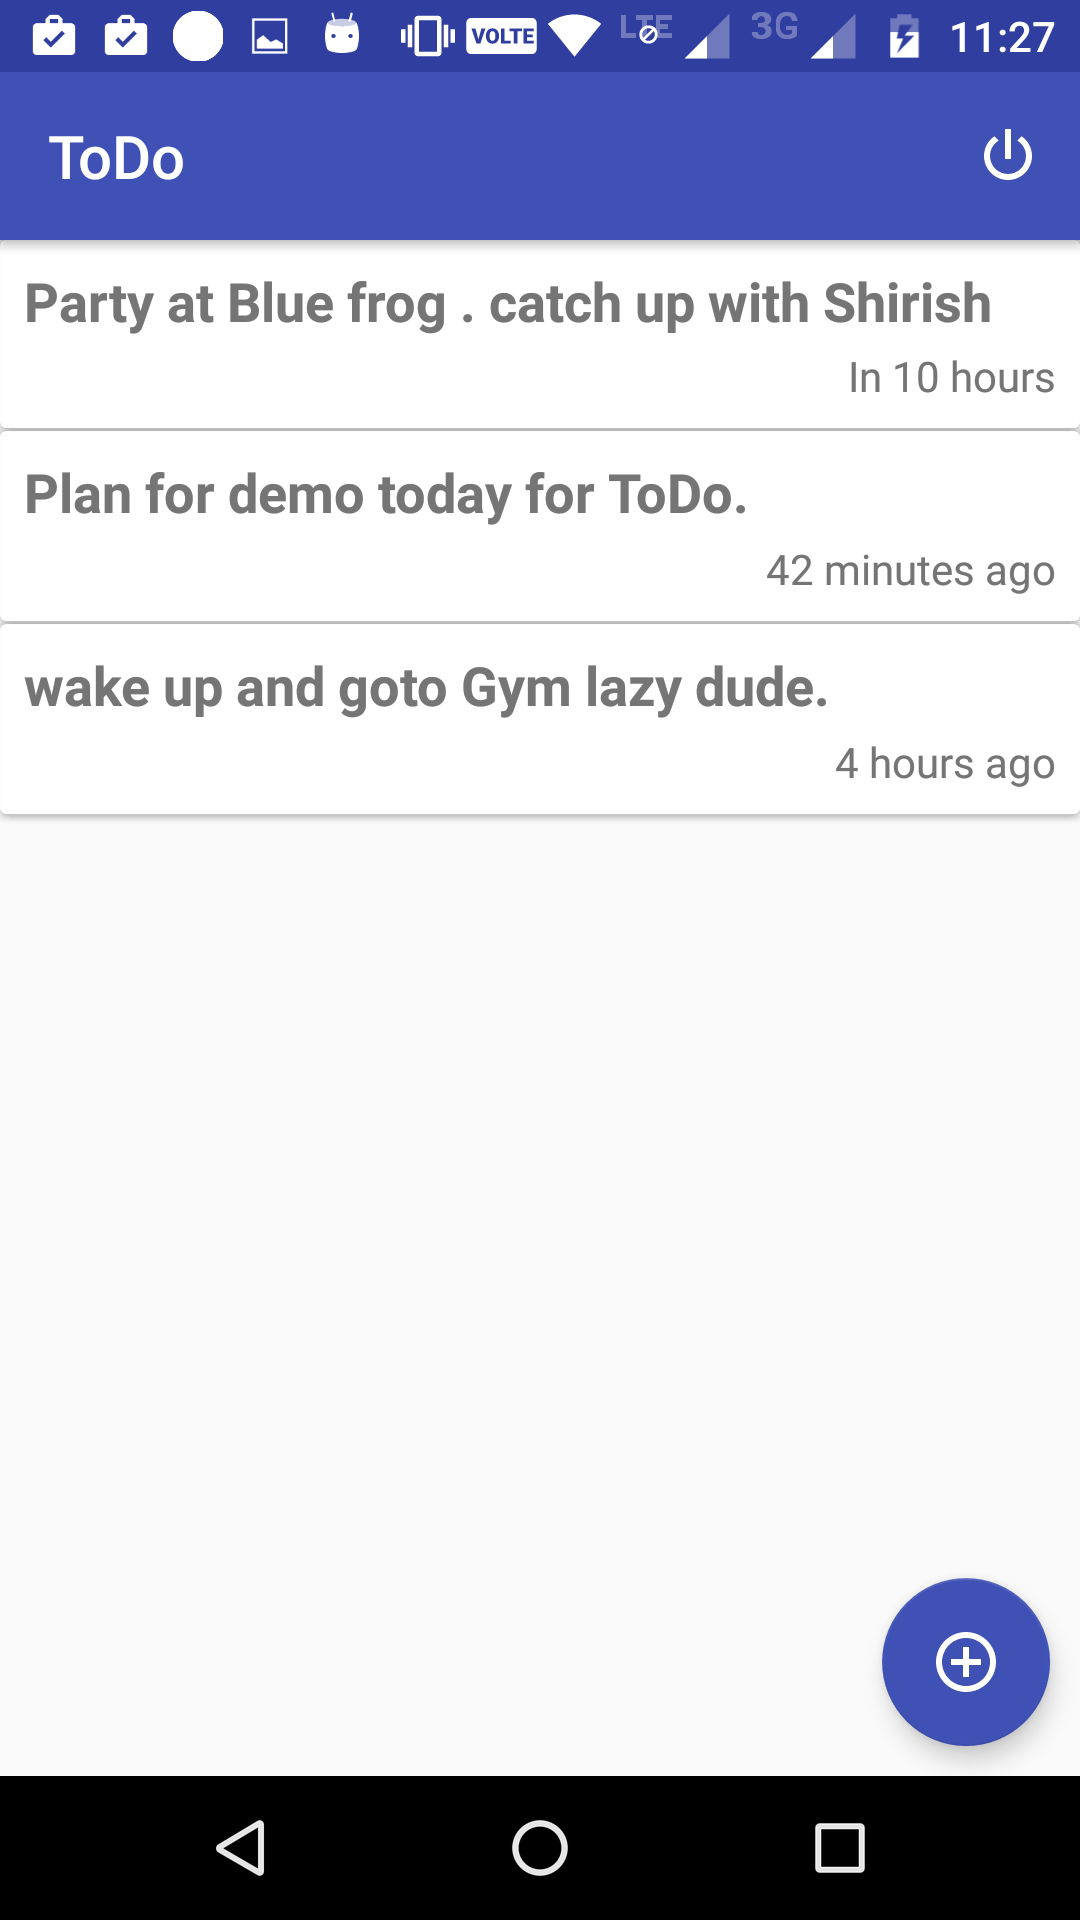 VOLTE LTE 3G 11:27
ToDo
Party at Blue frog . catch up with Shirish
In 10 hours
Plan for demo today for ToDo.
42 minutes ago
wake up and goto Gym lazy dude.
4 hours ago